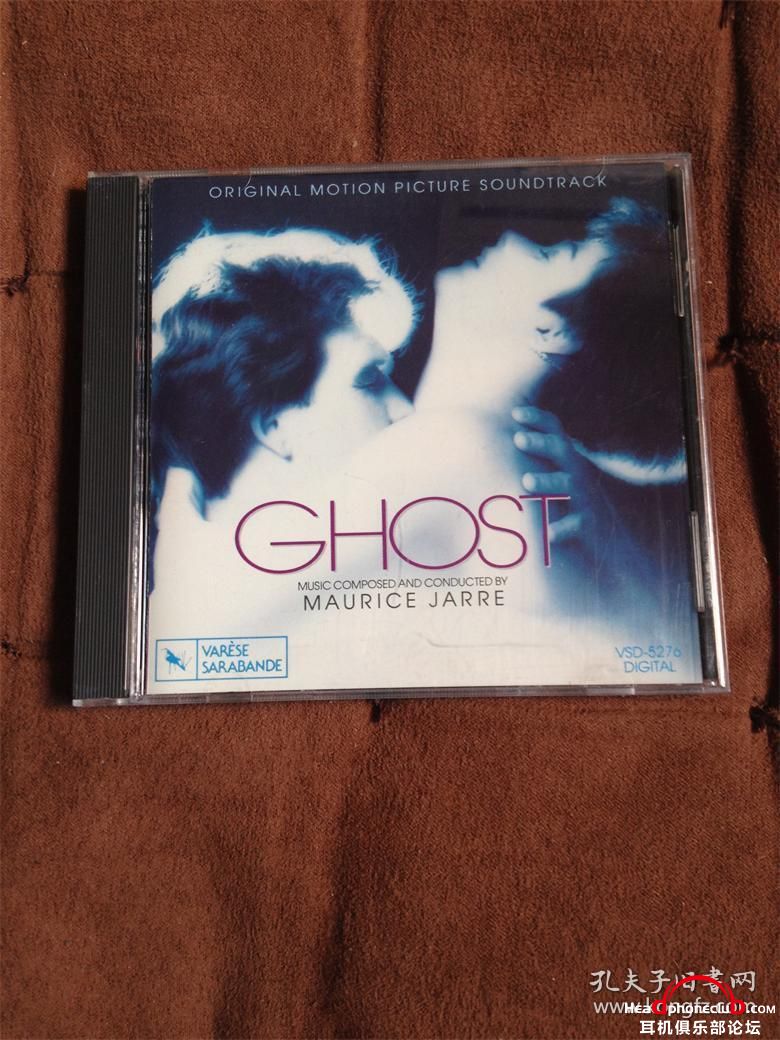 ORIGINAL MOTION PICTURE SOUNDTRACK
GHOST
MUSIC COMPOSED AND CONDUCTED BY
MAURICE JARRE
VARÈSE
SARABANDE
VSD-5276
DIGITAL
孔夫子旧书网
耳机俱乐部论坛